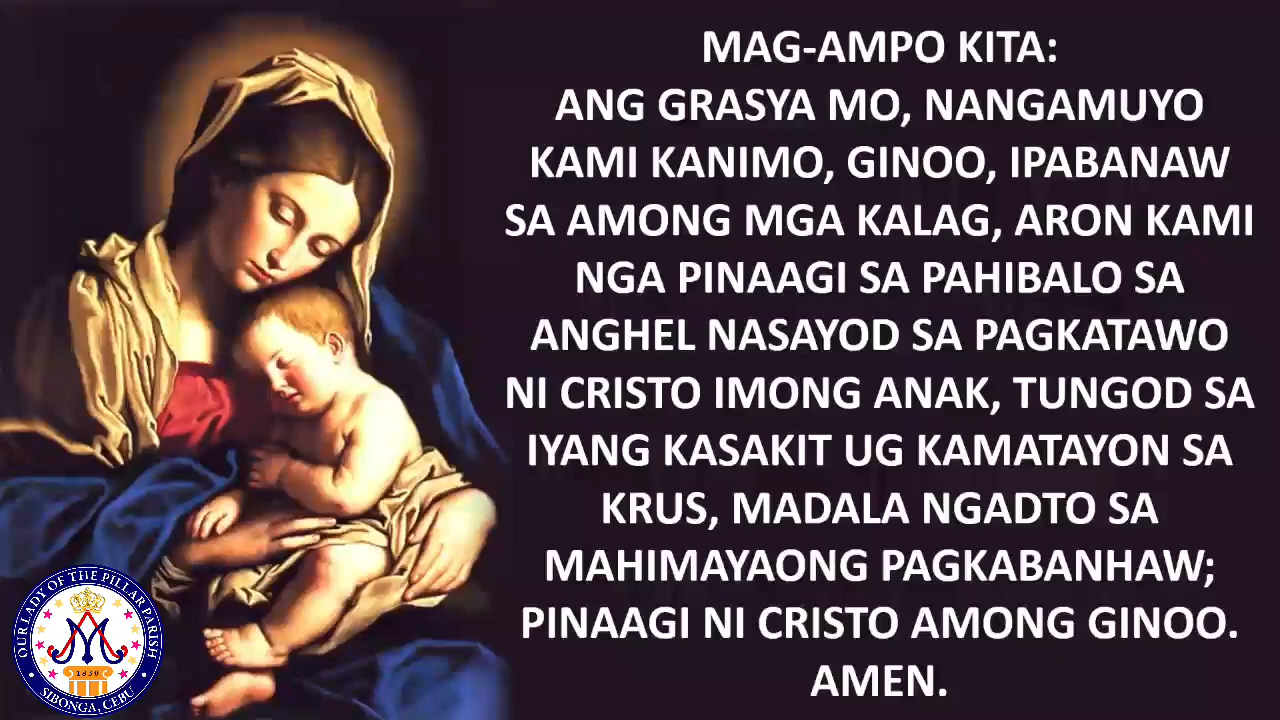 MAG-AMPO KITA:
ANG GRASYA MO, NANGAMUYO
KAMI KANIMO, GINOO, IPABANAW
SA AMONG MGA KALAG, ARON KAMI
NGA PINAAGI SA PAHIBALO SA
ANGHEL NASAYOD SA PAGKATAWO
NI CRISTO IMONG ANAK, TUNGOD SA
IYANG KASAKIT UG KAMATAYON SA
KRUS, MADALA NGADTO SA
MAHIMAYAONG PAGKABANHAW;
PINAAGI NI CRISTO AMONG GINOO.
AMEN.
OUR LADY OF THE PILLAR PARISH
1830
SIBONGA, CEBU